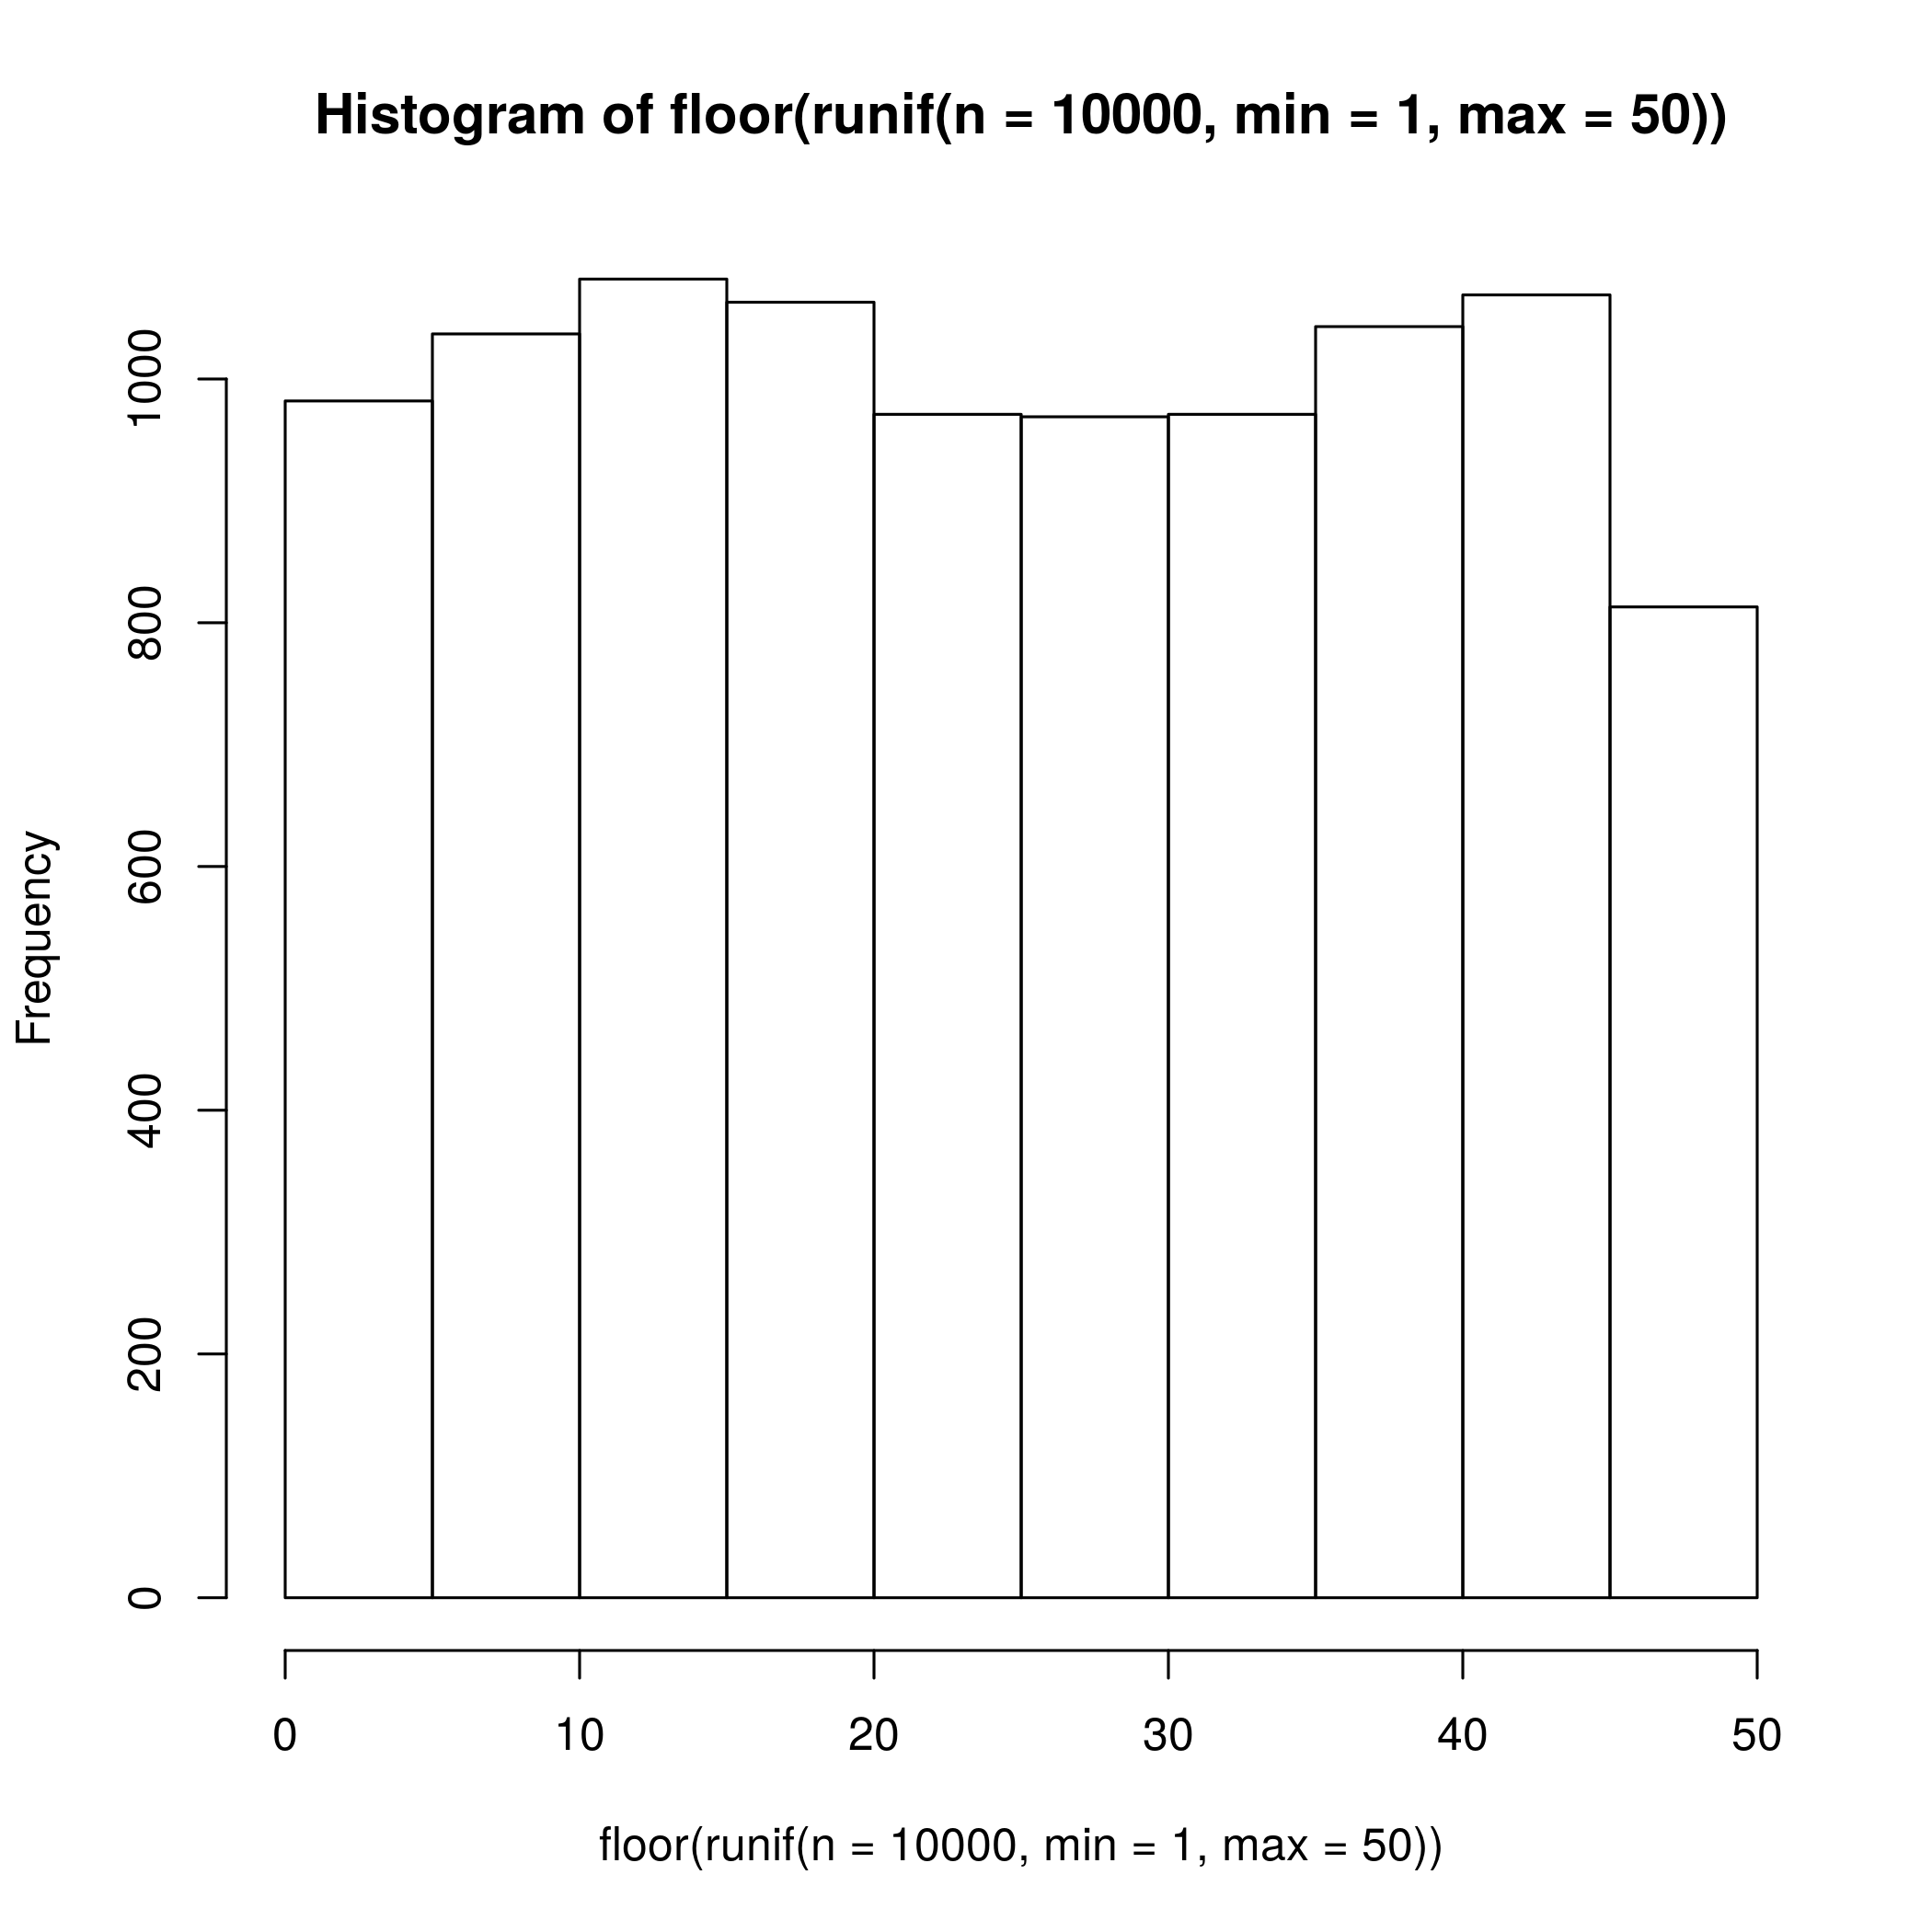 Histogram of floor(runif(n = 10000, min = 1, max = 50))
Frequency
1000
800
600
400
200
0
0 10 20 30 40 50
floor(runif(n = 10000, min = 1, max = 50))